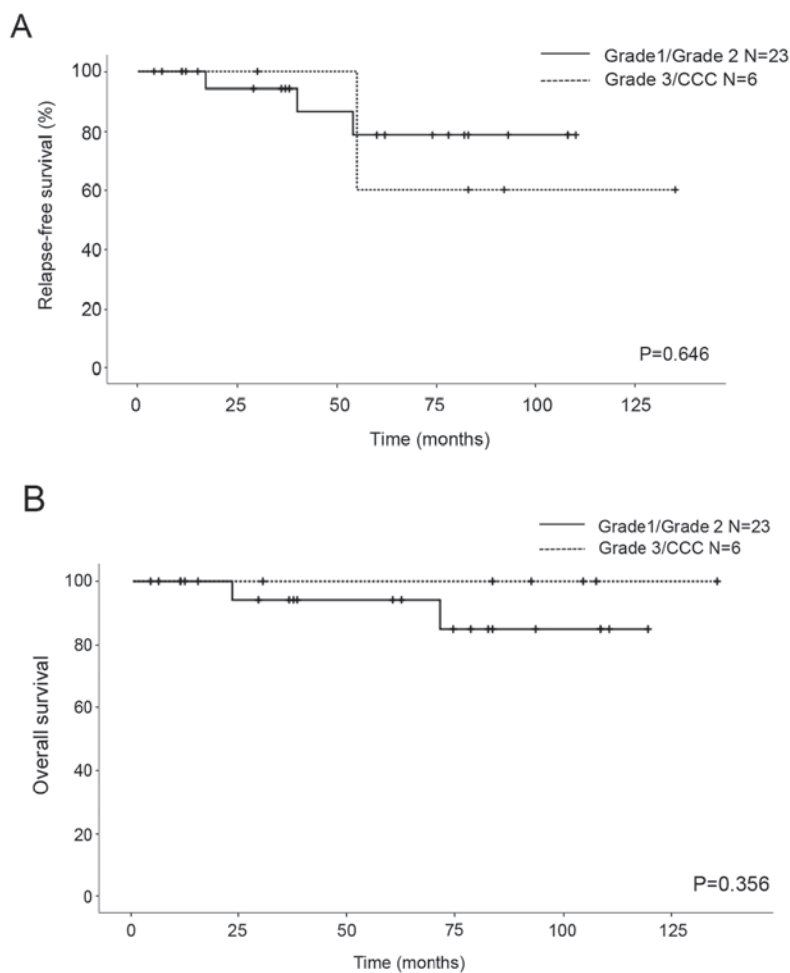 A
Grade1/Grade 2 N=23
Grade 3/CCC N=6
Relapse-free survival (%)
100
80
60
40
20
0
P=0.646
0 25 50 75 100 125
Time (months)
B
Grade1/Grade 2 N=23
Grade 3/CCC N=6
Overall survival
100
80
60
40
20
0
P=0.356
0 25 50 75 100 125
Time (months)